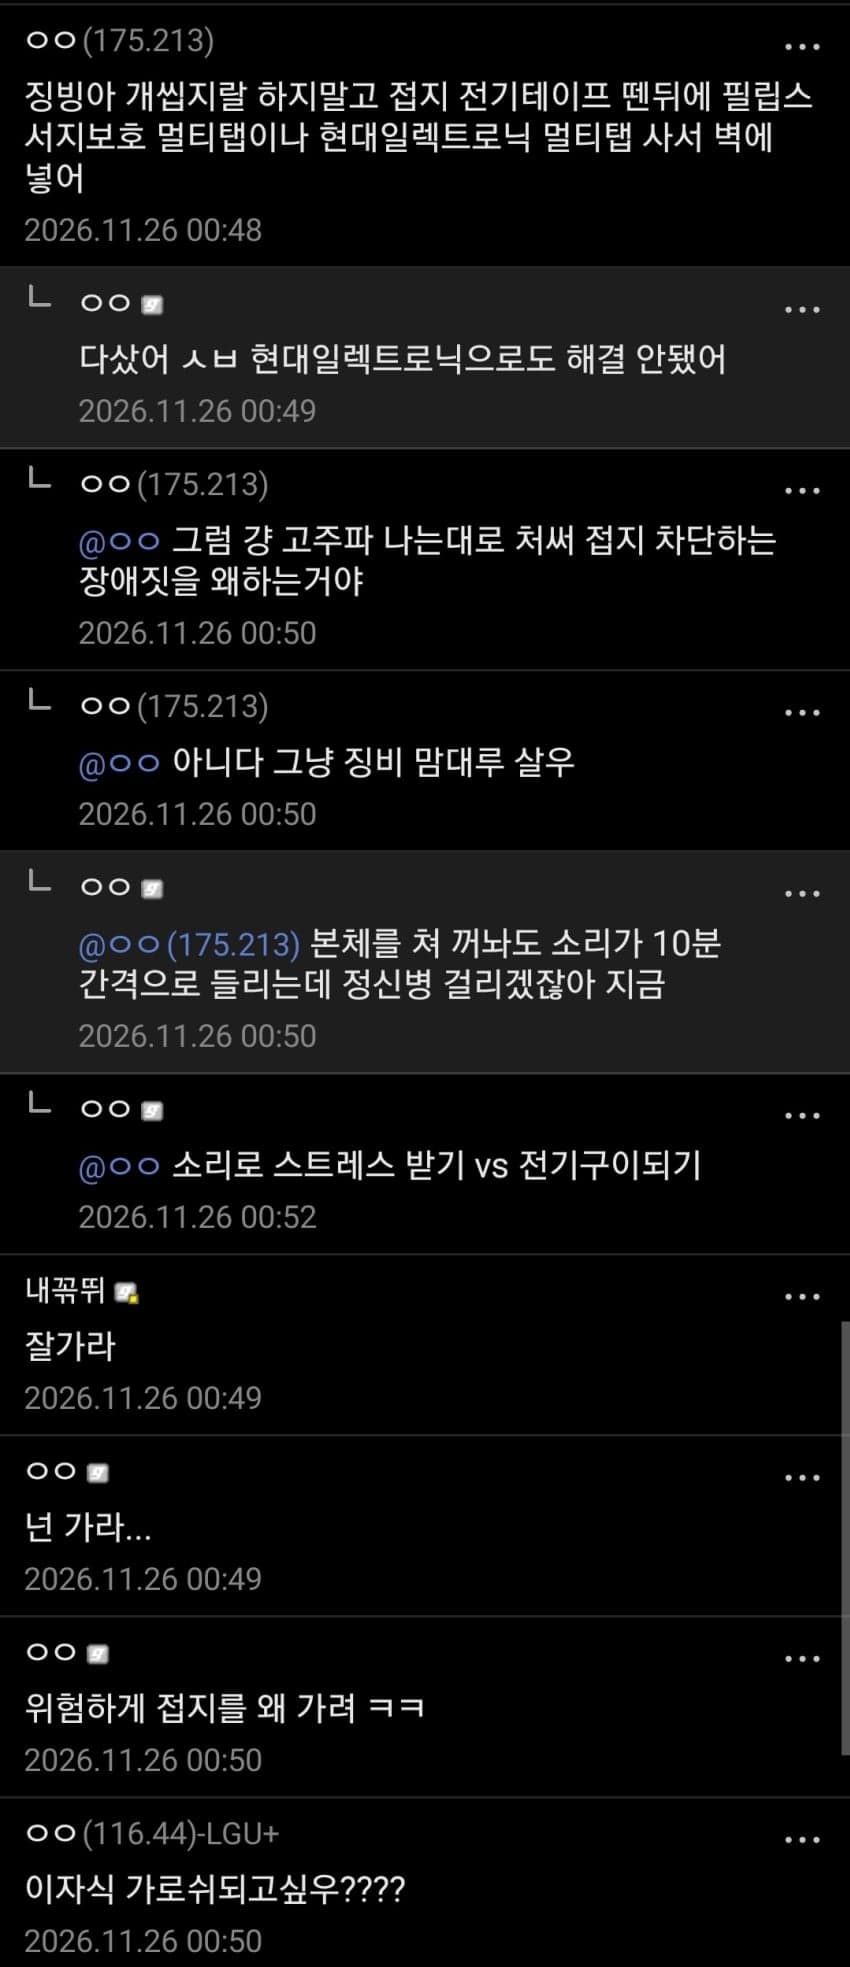 ㅇㅇ(175.213)
징빙아 개씹지랄 하지말고 접지 전기테이프 뗀뒤에 필립스
서지보호 멀티탭이나 현대일렉트로닉 멀티탭 사서 벽에
넣어
2026.11.26 00:48
ㅇㅇ
다샀어 ㅅㅂ 현대일렉트로닉으로도 해결 안됐어
2026.11.26 00:49
ㅇㅇ(175.213)
@ㅇㅇ 그럼 걍 고주파 나는대로 처써 접지 차단하는
장애짓을 왜하는거야
2026.11.26 00:50
ㅇㅇ(175.213)
@ㅇㅇ 아니다 그냥 징비 맘대루 살우
2026.11.26 00:50
ㅇㅇ
@ㅇㅇ(175.213) 본체를 쳐 꺼놔도 소리가 10분
간격으로 들리는데 정신병 걸리겠잖아 지금
2026.11.26 00:50
ㅇㅇ
@ㅇㅇ 소리로 스트레스 받기 vs 전기구이되기
2026.11.26 00:52
내꺾뛰
잘가라
2026.11.26 00:49
ㅇㅇ
넌 가라...
2026.11.26 00:49
ㅇㅇ
위험하게 접지를 왜 가려 ㅋㅋ
2026.11.26 00:50
ㅇㅇ(116.44)-LGU+
이자식 가로쉬되고싶우????
2026.11.26 00:50